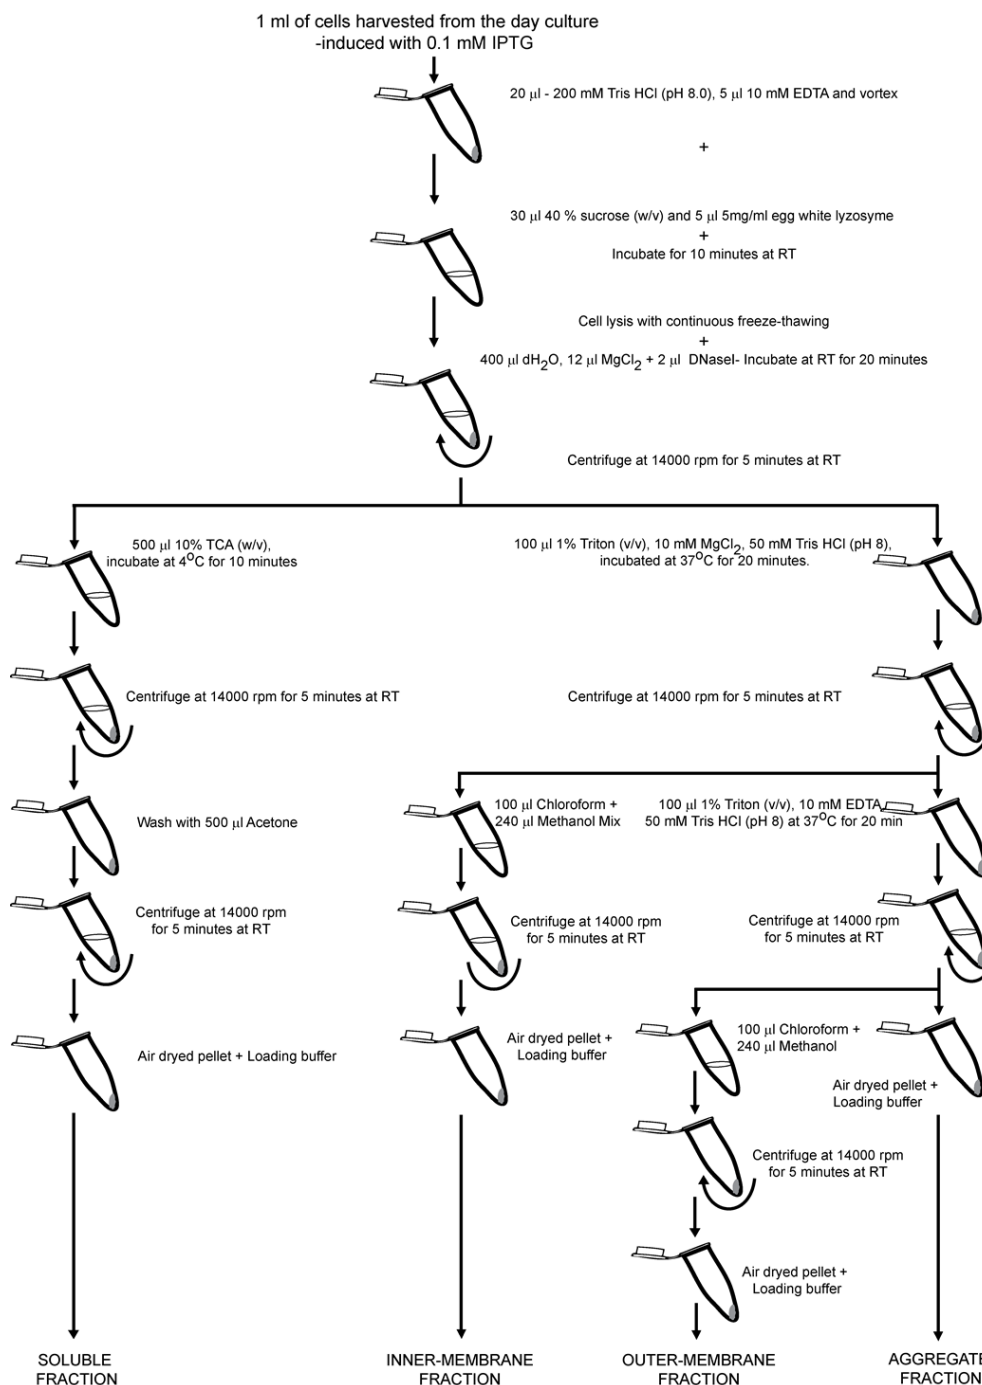 1 ml of cells harvested from the day culture
-induced with 0.1 mM IPTG
20 µl - 200 mM Tris HCl (pH 8.0), 5 µl 10 mM EDTA and vortex
+
30 µl 40 % sucrose (w/v) and 5 µl 5mg/ml egg white lyzosyme
+
Incubate for 10 minutes at RT
Cell lysis with continuous freeze-thawing
+
400 µl dH2O, 12 µl MgCl2 + 2 µl DNaseI- Incubate at RT for 20 minutes
Centrifuge at 14000 rpm for 5 minutes at RT
500 µl 10% TCA (w/v),
incubate at 4°C for 10 minutes
100 µl 1% Triton (v/v), 10 mM MgCl2, 50 mM Tris HCl (pH 8),
incubated at 37°C for 20 minutes.
Centrifuge at 14000 rpm for 5 minutes at RT
Centrifuge at 14000 rpm for 5 minutes at RT
Wash with 500 µl Acetone
100 µl Chloroform +
240 µl Methanol Mix
100 µl 1% Triton (v/v), 10 mM EDTA
50 mM Tris HCl (pH 8) at 37°C for 20 min
Centrifuge at 14000 rpm
for 5 minutes at RT
Centrifuge at 14000 rpm
for 5 minutes at RT
Centrifuge at 14000 rpm
for 5 minutes at RT
Air dried pellet + Loading buffer
Air dried pellet +
Loading buffer
100 µl Chloroform +
240 µl Methanol
Air dried pellet +
Loading buffer
Centrifuge at 14000 rpm
for 5 minutes at RT
Air dried pellet +
Loading buffer
SOLUBLE
FRACTION
INNER-MEMBRANE
FRACTION
OUTER-MEMBRANE
FRACTION
AGGREGATE
FRACTION